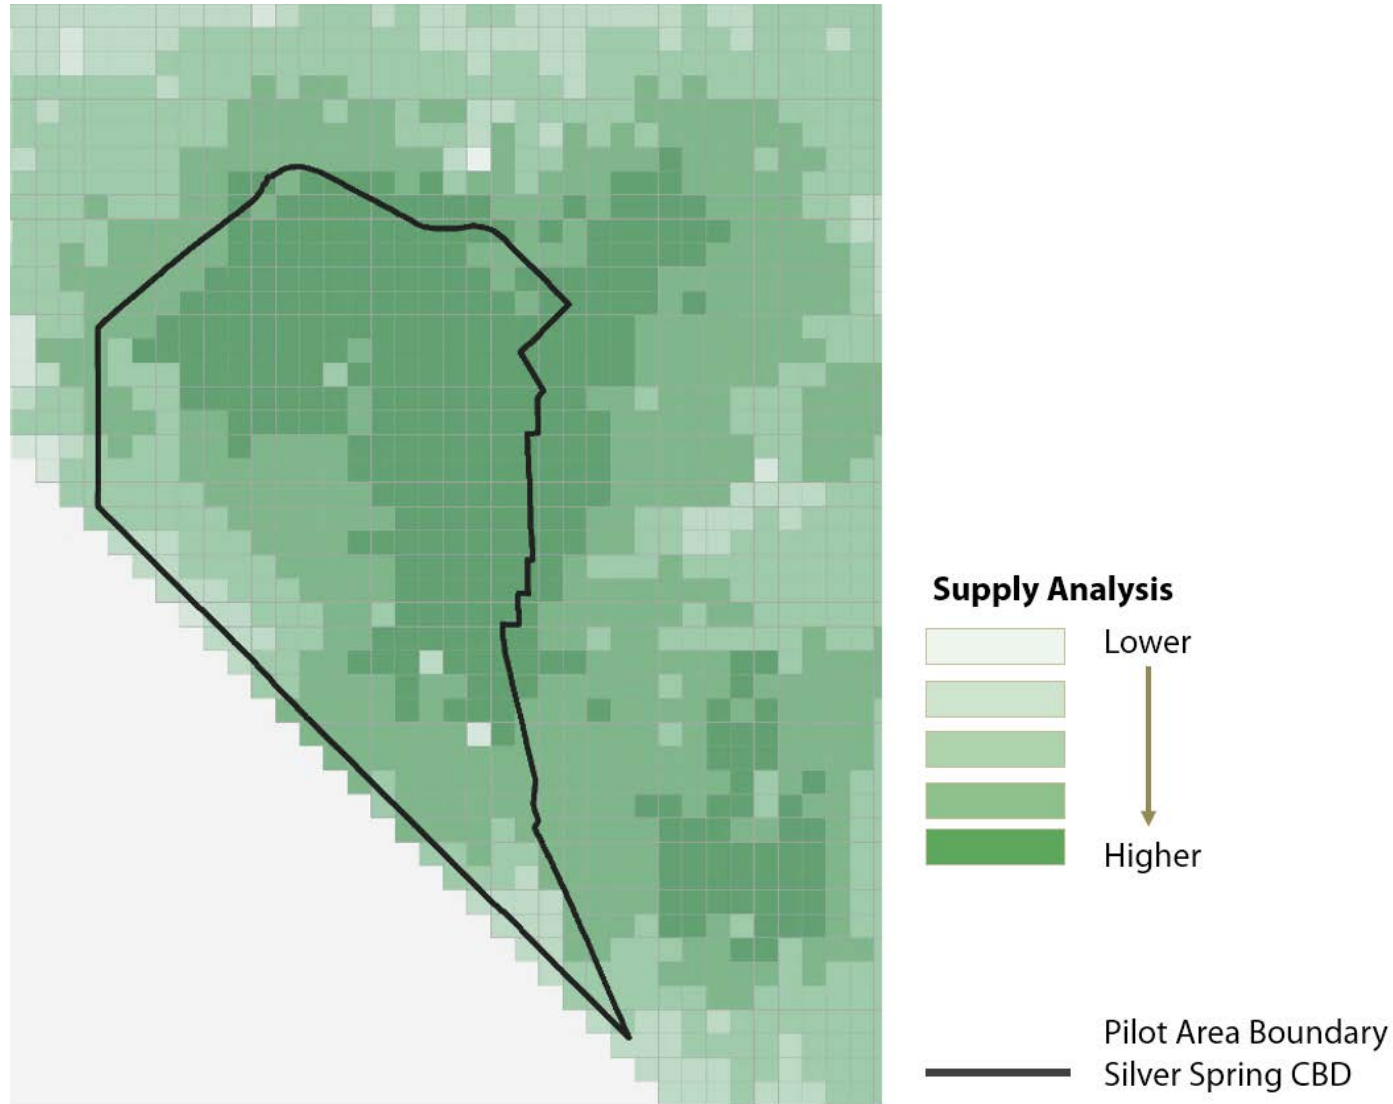 Supply Analysis
Lower
Higher
Pilot Area Boundary
Silver Spring CBD